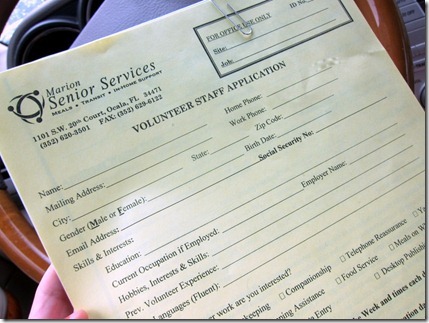 FOR OFFICE USE ONLY
ID No
Site:
Job:
Marion
Senior Services
MEALS • TRANSIT • IN-HOME SUPPORT
1101 S.W. 20th Court, Ocala, FL 34471
(352) 620-3501 FAX: (352) 629-6122
VOLUNTEER STAFF APPLICATION
Name: Home Phone:
Mailing Address: Work Phone:
City: State: Zip Code:
Gender (Male or Female): Birth Date:
Email Address Social Security No:
Skills & Interests:
Education:
Current Occupation if Employed: Employer Name:
Hobbies, Interests & Skills:
Prev. Volunteer Experience:
Languages (Fluent):
work are you interested?
Companionship Telephone Reassurance
Food Service Meals on
Assistance Desktop
Week and times each